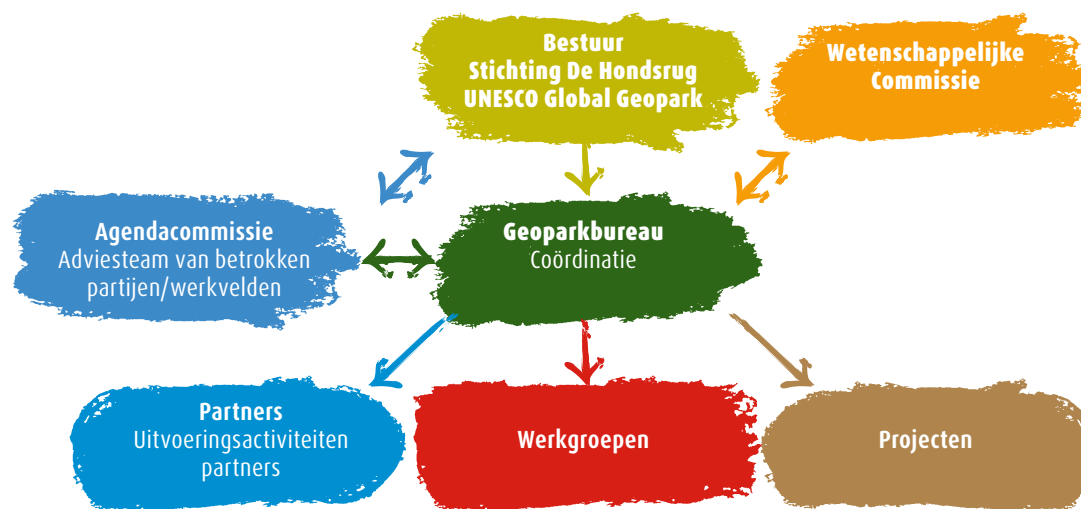 Bestuur
Stichting De Hondsrug
UNESCO Global Geopark
Wetenschappelijke
Commissie
Agendacommissie
Adviesteam van betrokken
partijen/werkvelden
Geoparkbureau
Coördinatie
Partners
Uitvoeringsactiviteiten
partners
Werkgroepen
Projecten